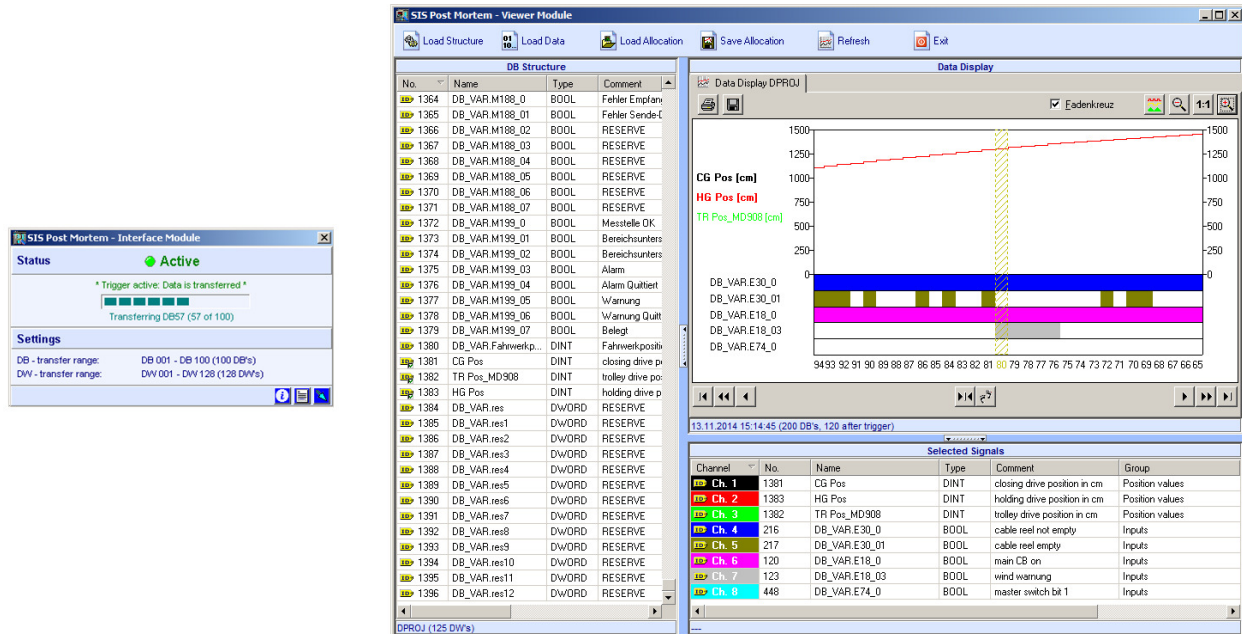 SIS Post Mortem - Interface Module
Status Active
* Trigger active: Data is transferred *
Transferring DB57 (57 of 100)
Settings
DB - transfer range: DB 001 - DB 100 (100 DB's)
DW - transfer range: DW 001 - DW 128 (128 DW's)
SIS Post Mortem - Viewer Module
Load Structure Load Data Load Allocation Save Allocation Refresh Exit
DB Structure
No. Name Type Comment
1364 DB_VAR.M188_0 BOOL Fehler Empfan
1365 DB_VAR.M188_01 BOOL Fehler Sende-D
1366 DB_VAR.M188_02 BOOL RESERVE
1367 DB_VAR.M188_03 BOOL RESERVE
1368 DB_VAR.M188_04 BOOL RESERVE
1369 DB_VAR.M188_05 BOOL RESERVE
1370 DB_VAR.M188_06 BOOL RESERVE
1371 DB_VAR.M188_07 BOOL RESERVE
1372 DB_VAR.M199_0 BOOL Messtelle OK
1373 DB_VAR.M199_01 BOOL Bereichsunters
1374 DB_VAR.M199_02 BOOL Bereichsunters
1375 DB_VAR.M199_03 BOOL Alarm
1376 DB_VAR.M199_04 BOOL Alarm Quittiert
1377 DB_VAR.M199_05 BOOL Warnung
1378 DB_VAR.M199_06 BOOL Warnung Quitt
1379 DB_VAR.M199_07 BOOL Belegt
1380 DB_VAR.Fahrwerkp... DINT Fahrwerkpositi
1381 CG Pos DINT closing drive po
1382 TR Pos_MD908 DINT trolley drive pos
1383 HG Pos DINT holding drive p
1384 DB_VAR.res DWORD RESERVE
1385 DB_VAR.res1 DWORD RESERVE
1386 DB_VAR.res2 DWORD RESERVE
1387 DB_VAR.res3 DWORD RESERVE
1388 DB_VAR.res4 DWORD RESERVE
1389 DB_VAR.res5 DWORD RESERVE
1390 DB_VAR.res6 DWORD RESERVE
1391 DB_VAR.res7 DWORD RESERVE
1392 DB_VAR.res8 DWORD RESERVE
1393 DB_VAR.res9 DWORD RESERVE
1394 DB_VAR.res10 DWORD RESERVE
1395 DB_VAR.res11 DWORD RESERVE
1396 DB_VAR.res12 DWORD RESERVE
DPROJ (125 DW's)
Data Display
Data Display DPROJ
Fadenkreuz 1:1
1500 1500
1250 1250
CG Pos [cm] 1000 1000
HG Pos [cm] 750 750
TR Pos_MD908 [cm]
500 500
250 250
0 0
DB_VAR.E30_0
DB_VAR.E30_01
DB_VAR.E18_0
DB_VAR.E18_03
DB_VAR.E74_0
94 93 92 91 90 89 88 87 86 85 84 83 82 81 80 79 78 77 76 75 74 73 72 71 70 69 68 67 66 65
13.11.2014 15:14:45 (200 DB's, 120 after trigger)
Selected Signals
Channel No. Name Type Comment Group
Ch. 1 1381 CG Pos DINT closing drive position in cm Position values
Ch. 2 1383 HG Pos DINT holding drive position in cm Position values
Ch. 3 1382 TR Pos_MD908 DINT trolley drive position in cm Position values
Ch. 4 216 DB_VAR.E30_0 BOOL cable reel not empty Inputs
Ch. 5 217 DB_VAR.E30_01 BOOL cable reel empty Inputs
Ch. 6 120 DB_VAR.E18_0 BOOL main CB on Inputs
Ch. 7 123 DB_VAR.E18_03 BOOL wind warnung Inputs
Ch. 8 448 DB_VAR.E74_0 BOOL master switch bit 1 Inputs
---